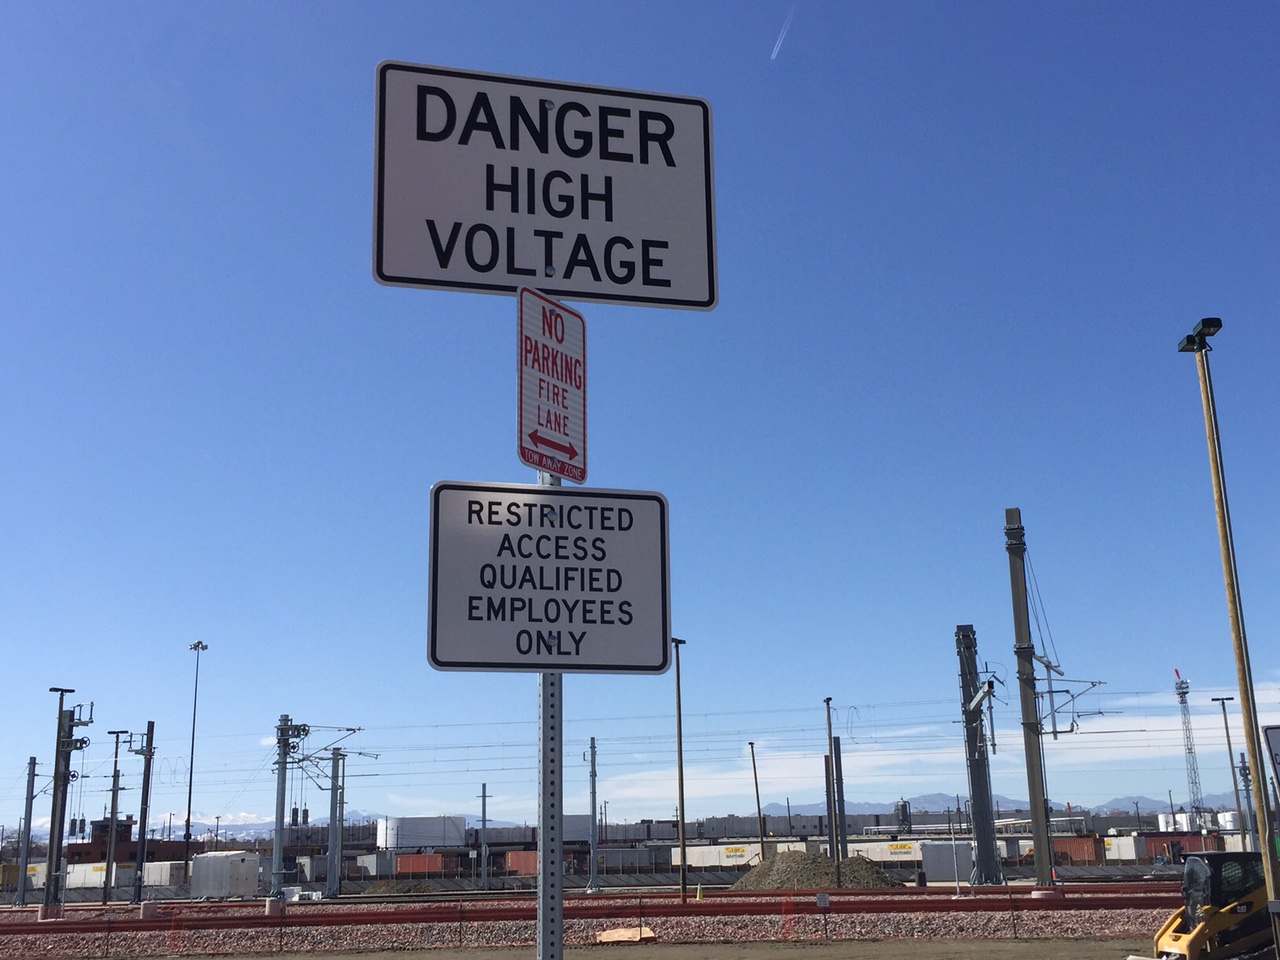 DANGER
HIGH
VOLTAGE
NO
PARKING
FIRE
LANE
TOW AWAY ZONE
RESTRICTED
ACCESS
QUALIFIED
EMPLOYEES
ONLY